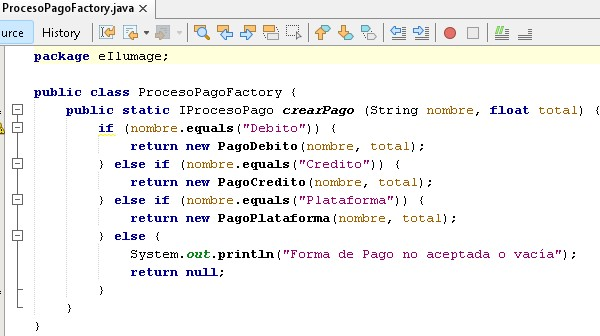 ProcesoPagoFactory.java
urce History
package eIlumage;
public class ProcesoPagoFactory {
public static IProcesoPago crearPago (String nombre, float total) {
if (nombre.equals("Debito")) {
return new PagoDebito(nombre, total);
} else if (nombre.equals("Credito")) {
return new PagoCredito(nombre, total);
} else if (nombre.equals("Plataforma")) {
return new PagoPlataforma(nombre, total);
} else {
System.out.println("Forma de Pago no aceptada o vacía");
return null;
}
}
}